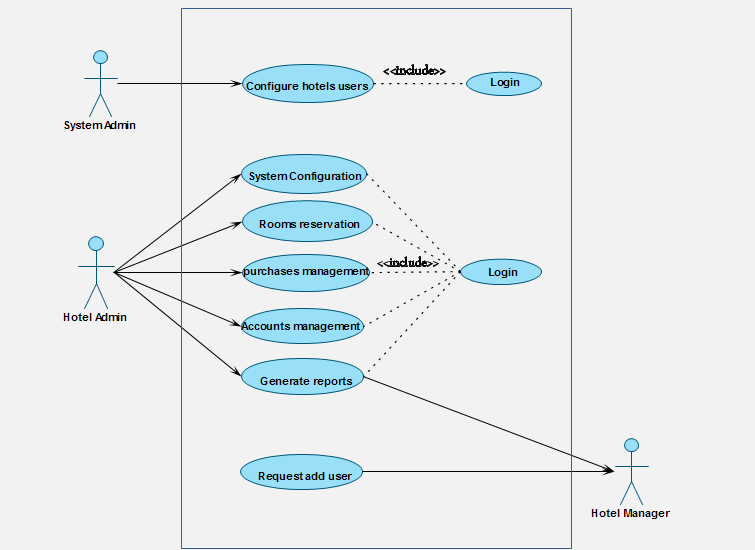 <<include>>
Configure hotels users
Login
System Admin
System Configuration
Rooms reservation
<<include>>
purchases management
Login
Hotel Admin
Accounts management
Generate reports
Request add user
Hotel Manager